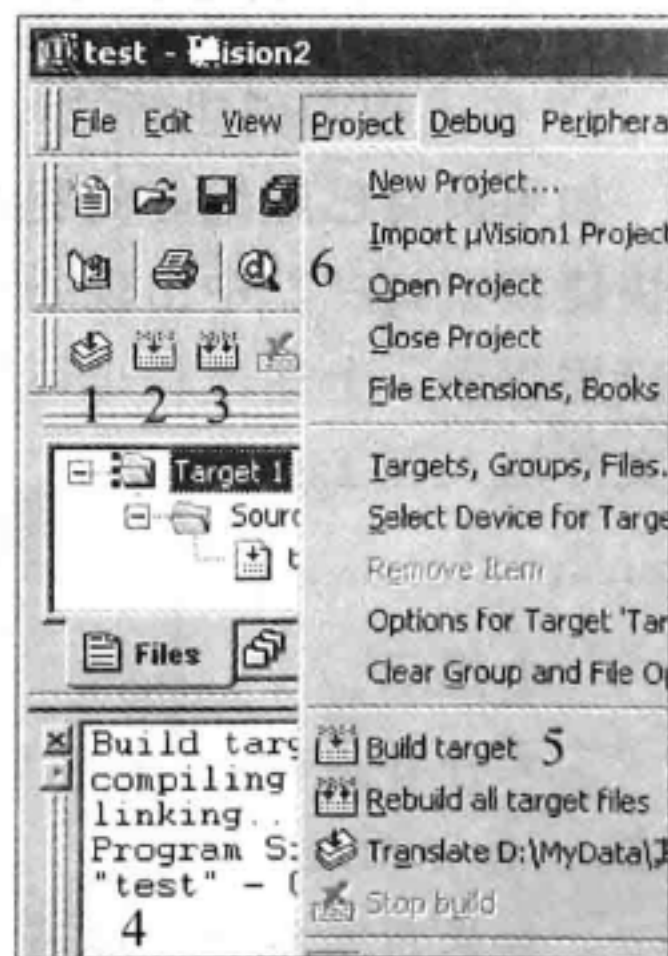 test - µVision2
File Edit View Project Debug Periphera
New Project...
Import µVision1 Project
6
Open Project
Close Project
File Extensions, Books
1 2 3
Target 1
Targets, Groups, Files.
Sourc
Select Device for Targe
t
Remove Item
Options for Target 'Tar
Files
Clear Group and File Op
Build targ
Build target 5
compiling
Rebuild all target files
linking..
Program S:
Translate D:\MyData\
"test" - (
Stop build
4